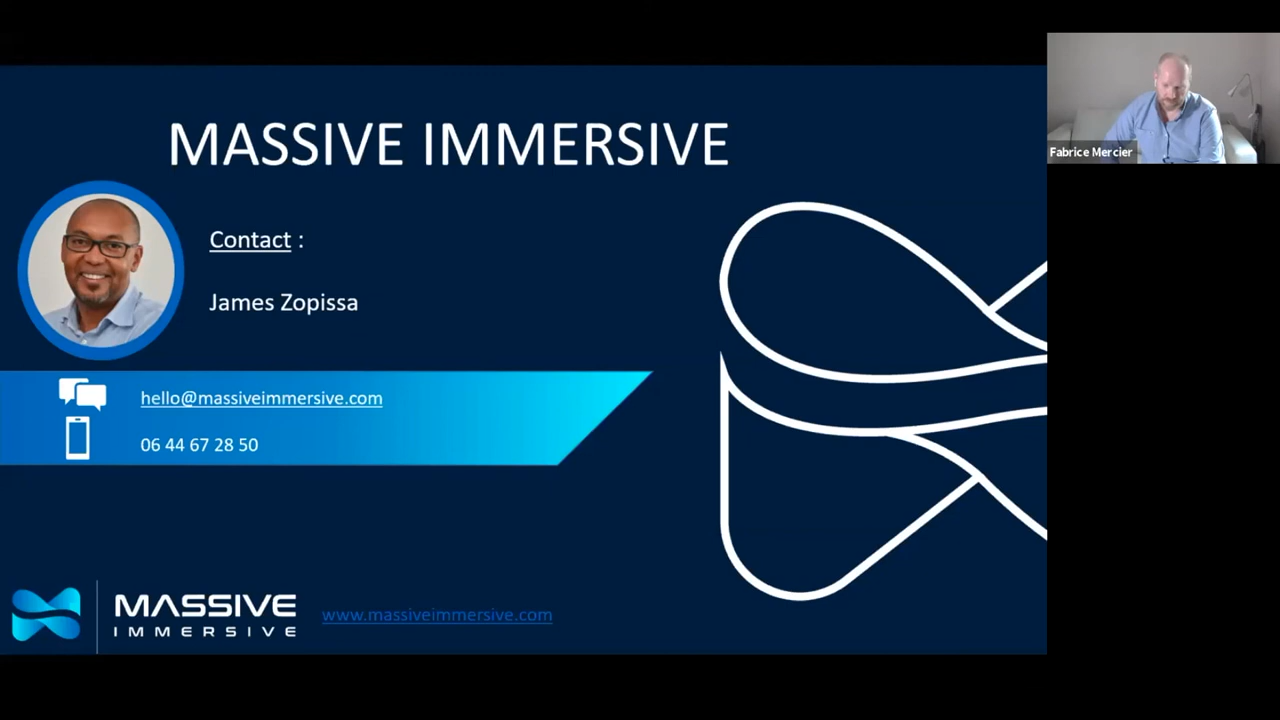 MASSIVE IMMERSIVE
Fabrice Mercier
Contact :
James Zopissa
hello@massiveimmersive.com
06 44 67 28 50
MASSIVE
IMMERSIVE
www.massiveimmersive.com